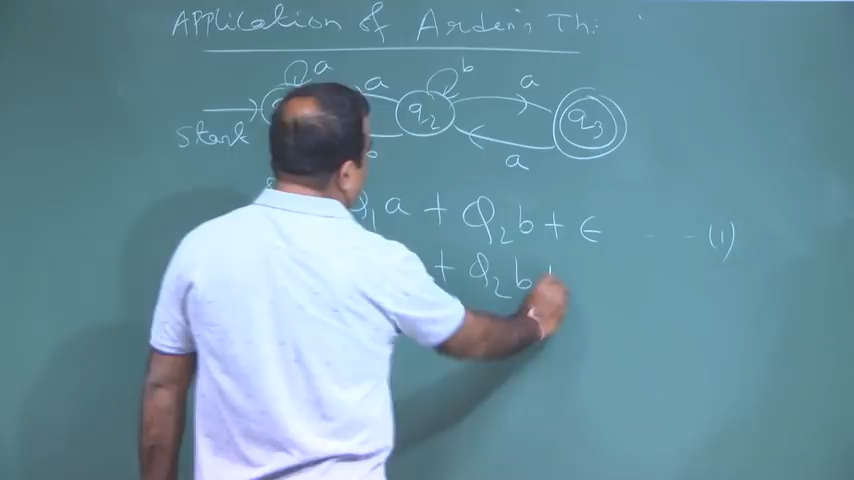 Application of Arden's Th:
a a b a
q2 q3
Start
b a
Q1 a + Q2 b + ∈ - - (1)
+ Q2 b +